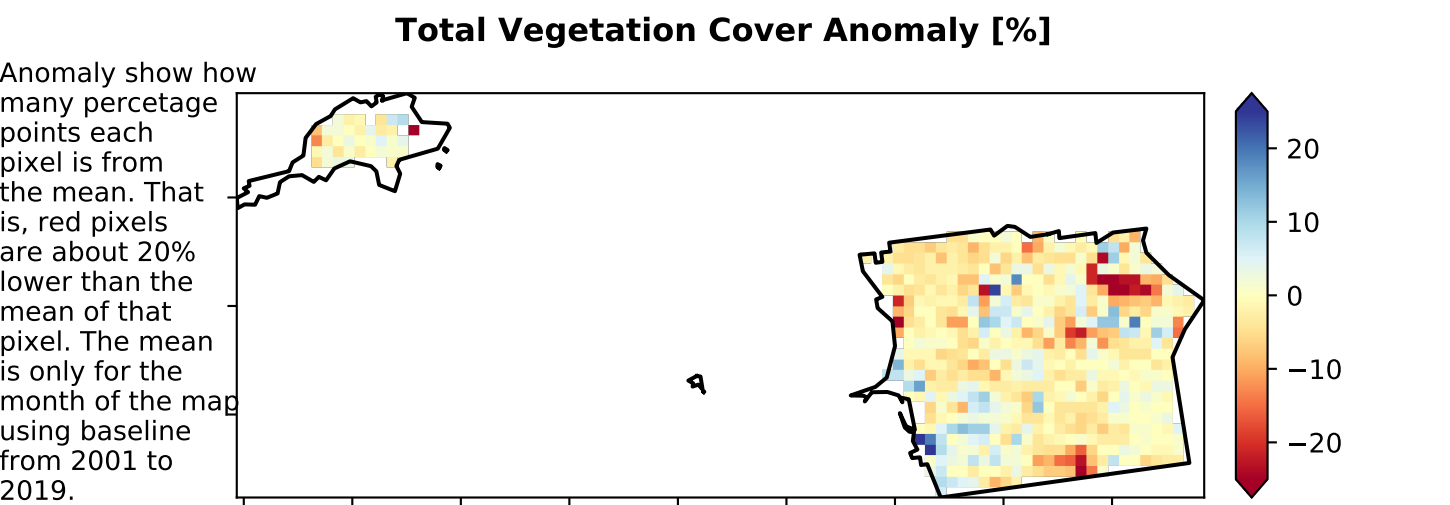 Total Vegetation Cover Anomaly [%]
Anomaly show how
many percetage
points each
pixel is from
the mean. That
is, red pixels
are about 20%
lower than the
mean of that
pixel. The mean
is only for the
month of the map
using baseline
from 2001 to
2019.
20
10
0
−10
−20